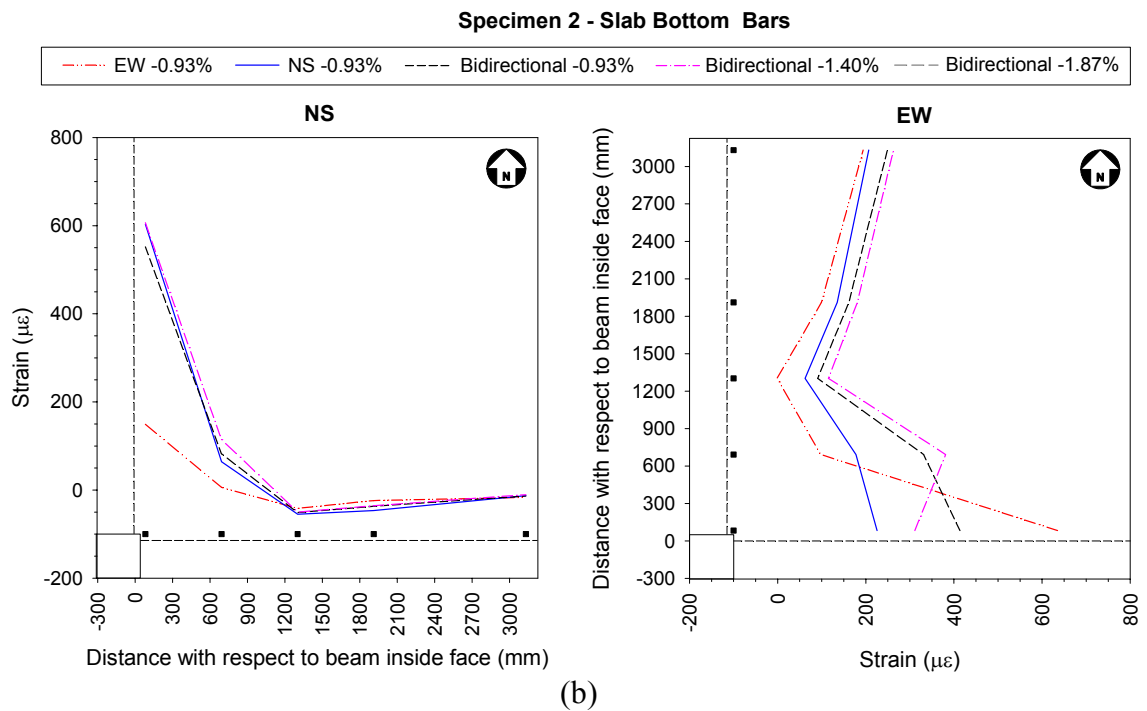 Specimen 2 - Slab Bottom Bars
EW -0.93% NS -0.93% Bidirectional -0.93% Bidirectional -1.40% Bidirectional -1.87%
NS
800
600
400
200
0
-200
Strain (με)
-300 0 300 600 900 1200 1500 1800 2100 2400 2700 3000
Distance with respect to beam inside face (mm)
N
EW
3000
2700
2400
2100
1800
1500
1200
900
600
300
0
-300
Distance with respect to beam inside face (mm)
-200 0 200 400 600 800
Strain (με)
N
(b)